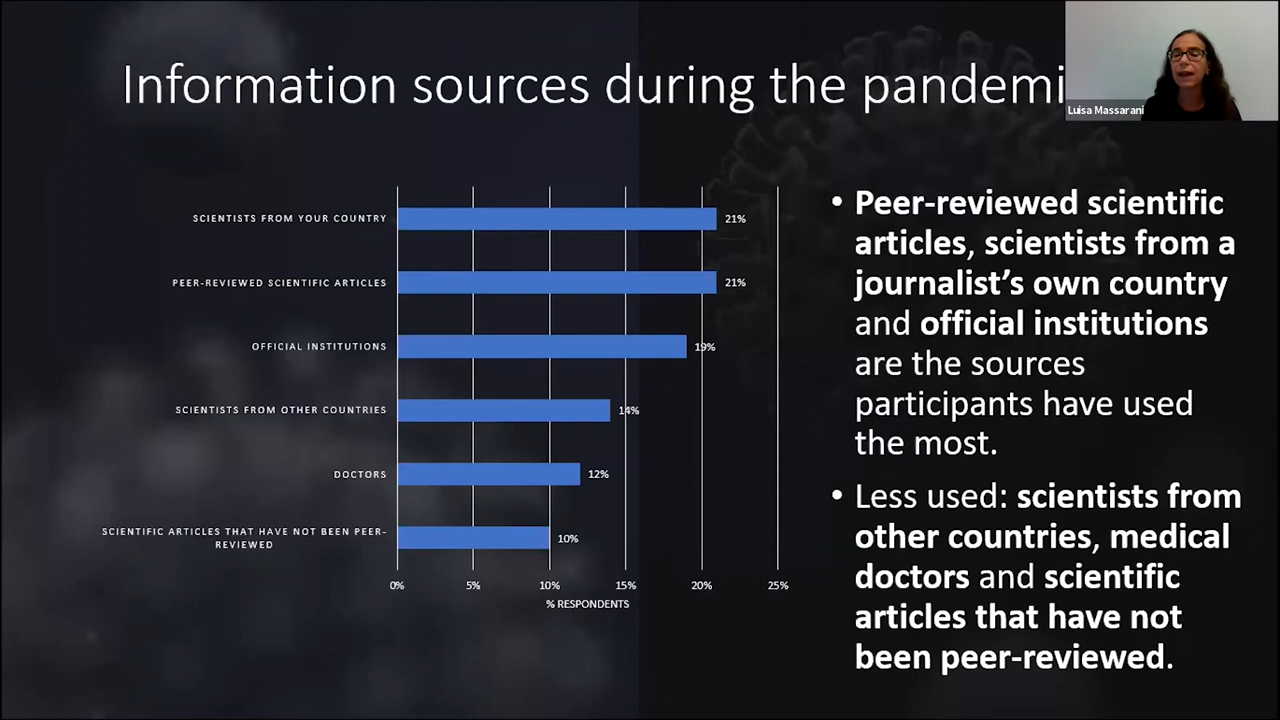 Information sources during the pandemi
Luisa Massarani
SCIENTISTS FROM YOUR COUNTRY
21%
PEER-REVIEWED SCIENTIFIC ARTICLES
21%
OFFICIAL INSTITUTIONS
19%
SCIENTISTS FROM OTHER COUNTRIES
14%
DOCTORS
12%
SCIENTIFIC ARTICLES THAT HAVE NOT BEEN PEER-
REVIEWED
10%
0% 5% 10% 15% 20% 25%
% RESPONDENTS
• Peer-reviewed scientific
articles, scientists from a
journalist’s own country
and official institutions
are the sources
participants have used
the most.
• Less used: scientists from
other countries, medical
doctors and scientific
articles that have not
been peer-reviewed.